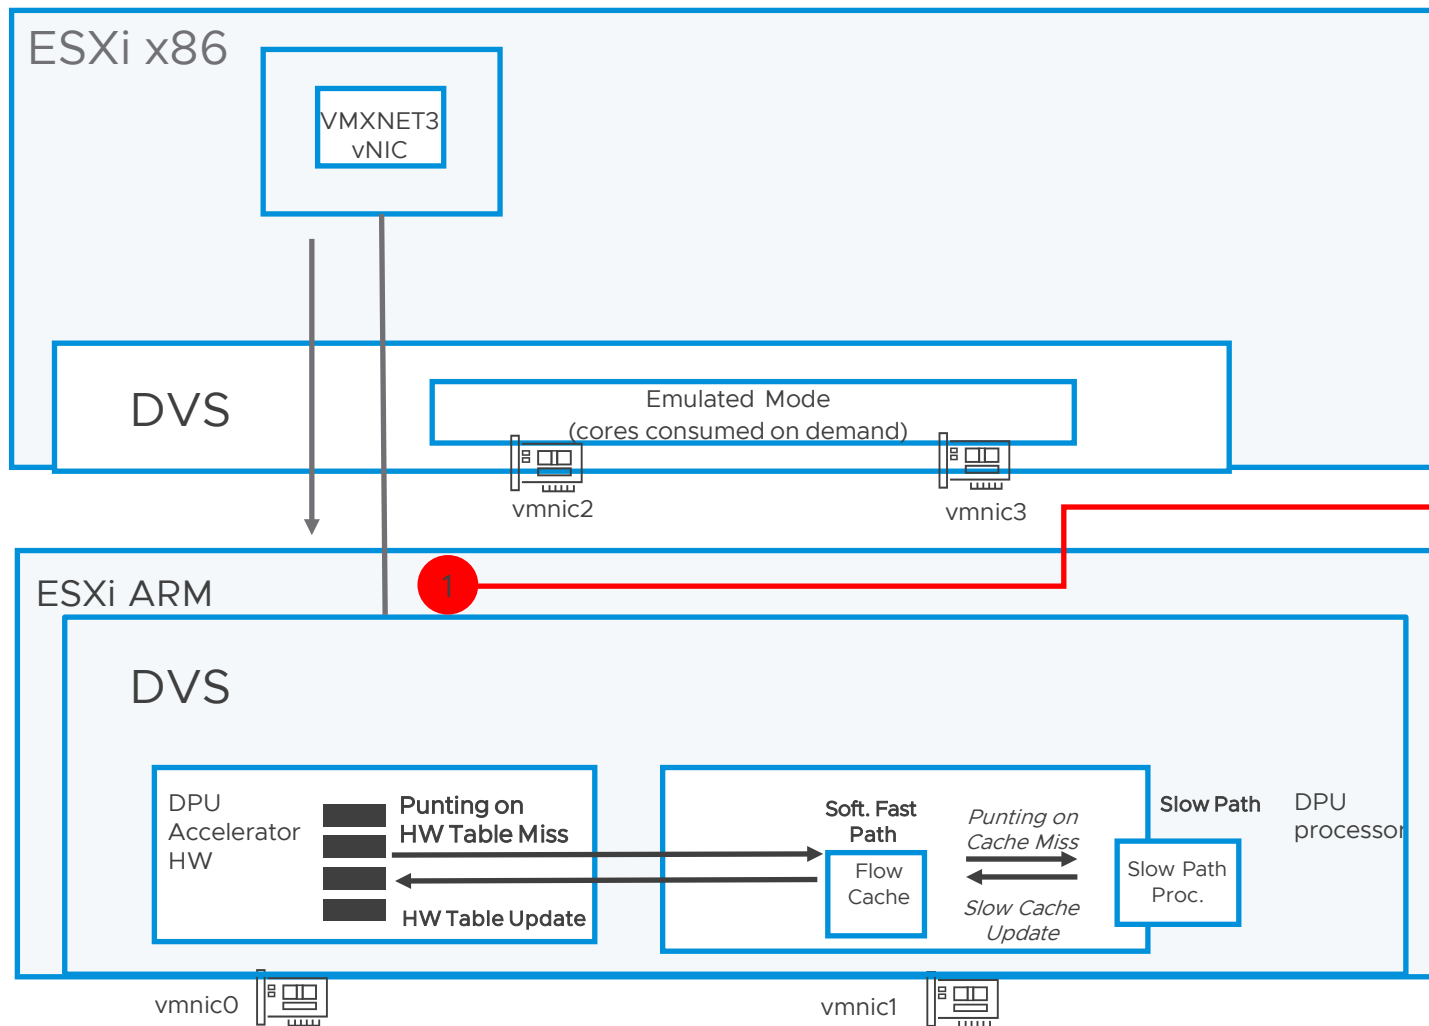 ESXi x86
VMXNET3
vNIC
DVS
Emulated Mode
(cores consumed on demand)
vmnic2
vmnic3
1
ESXi ARM
DVS
DPU
Accelerator
HW
Punting on
HW Table Miss
HW Table Update
Soft. Fast
Path
Flow
Cache
Punting on
Cache Miss
Slow Cache
Update
Slow Path
Slow Path
Proc.
DPU
processor
vmnic0
vmnic1